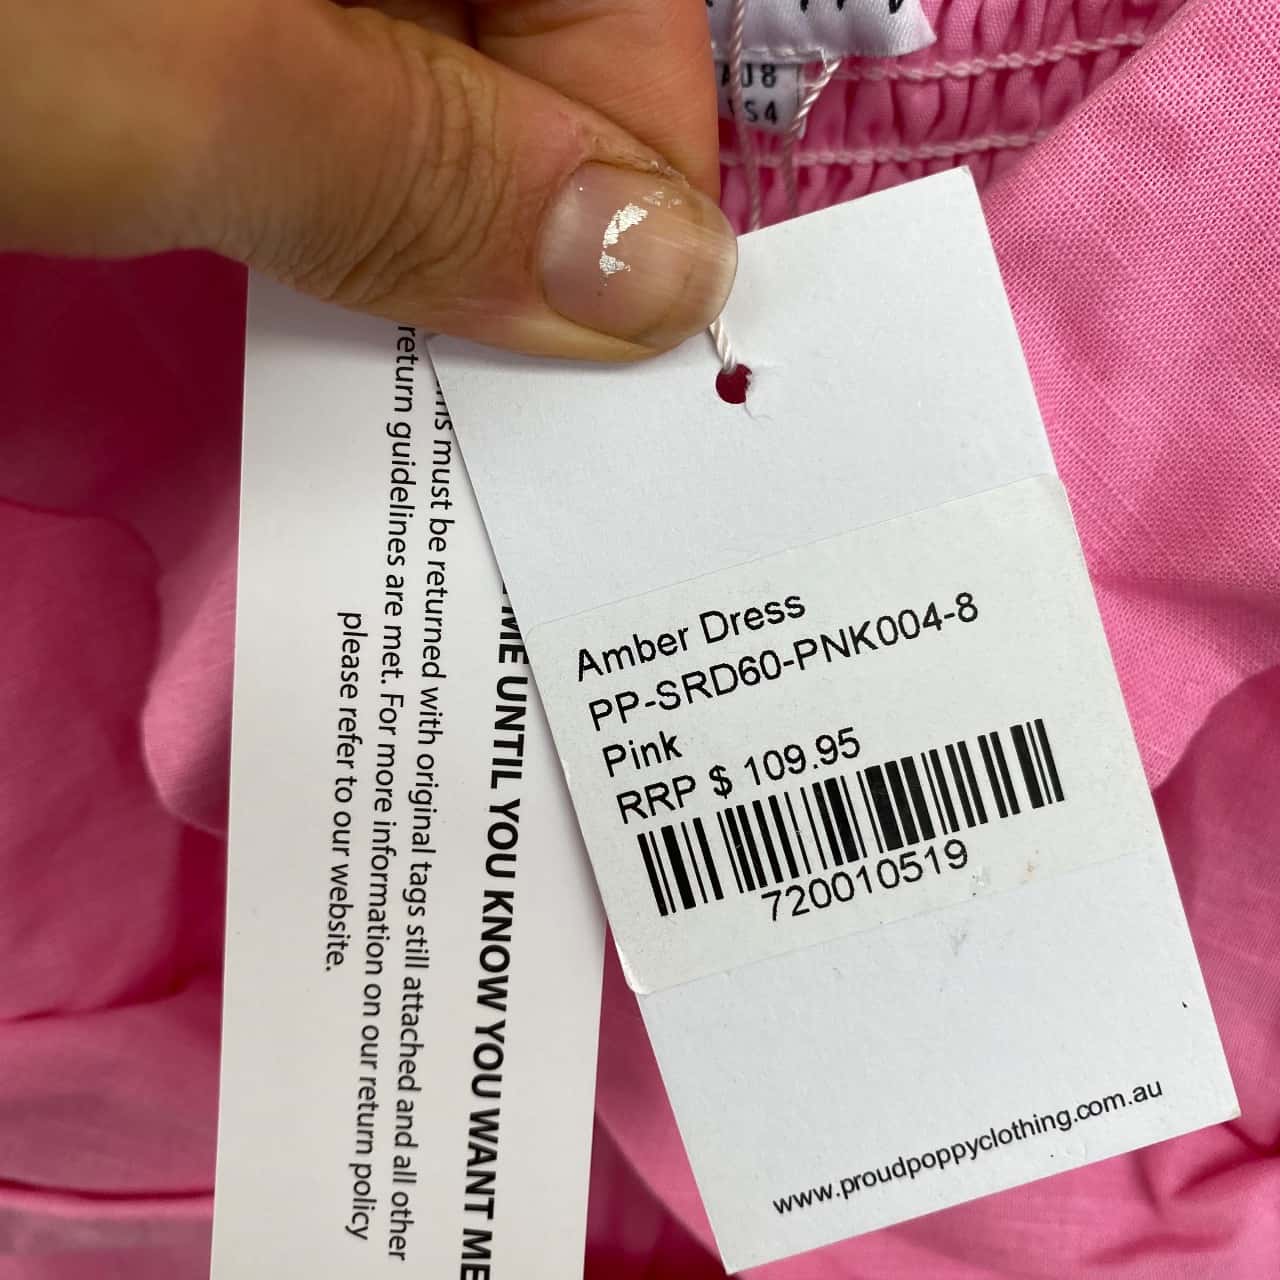 U8
S4
ME UNTIL YOU KNOW YOU WANT ME
must be returned with original tags still attached and all other
return guidelines are met. For more information on our return policy
please refer to our website.
Amber Dress
PP-SRD60-PNK004-8
Pink
RRP $ 109.95
720010519
www.proudpoppyclothing.com.au